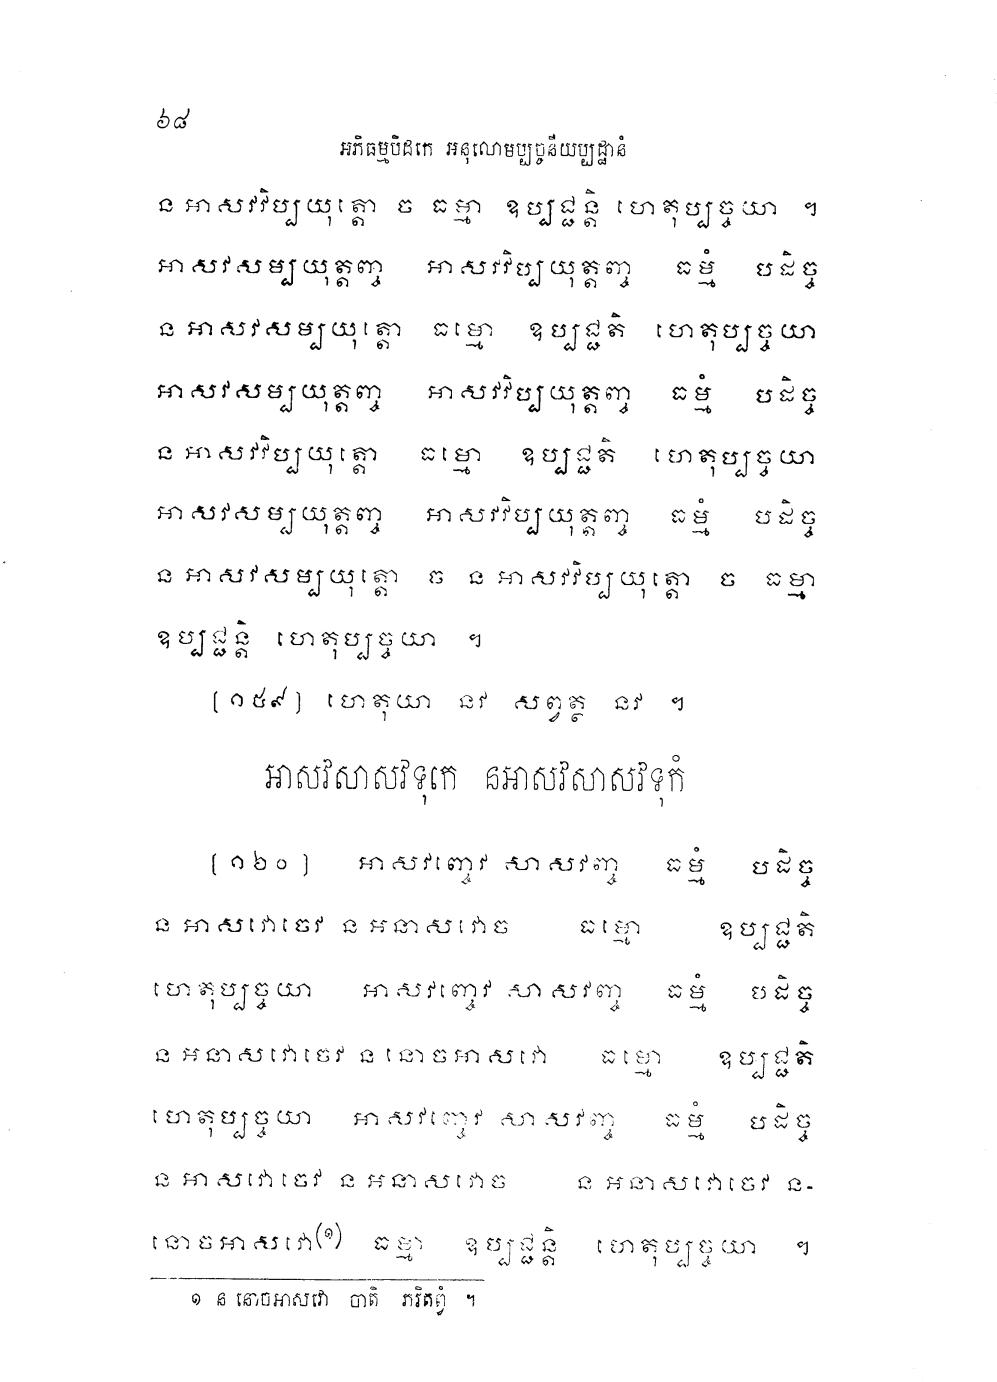 ៦៨
អភិធម្មបិដកេ អនុលោមប្បច្ចនីយប្បដ្ឋានំ
ន អាសវវិប្បយុត្តោ ច ធម្មា ឧប្បជ្ជន្តិ ហេតុប្បច្ចយា ។
អាសវសម្បយុត្តញ្ច អាសវវិប្បយុត្តញ្ច ធម្មំ បដិច្ច
ន អាសវសម្បយុត្តោ ធម្មោ ឧប្បជ្ជតិ ហេតុប្បច្ចយា
អាសវសម្បយុត្តញ្ច អាសវវិប្បយុត្តញ្ច ធម្មំ បដិច្ច
ន អាសវវិប្បយុត្តោ ធម្មោ ឧប្បជ្ជតិ ហេតុប្បច្ចយា
អាសវសម្បយុត្តញ្ច អាសវវិប្បយុត្តញ្ច ធម្មំ បដិច្ច
ន អាសវសម្បយុត្តោ ច ន អាសវវិប្បយុត្តោ ច ធម្មា
ឧប្បជ្ជន្តិ ហេតុប្បច្ចយា ។
[១៥៩] ហេតុយា នវ សព្វត្ថ នវ ។
អាសវសាសវទុកេ នអាសវសាសវទុកំ
[១៦០] អាសវញ្ចេវ សាសវញ្ច ធម្មំ បដិច្ច
ន អាសវោចេវ ន អនាសវោច ធម្មោ ឧប្បជ្ជតិ
ហេតុប្បច្ចយា អាសវញ្ចេវ សាសវញ្ច ធម្មំ បដិច្ច
ន អនាសវោចេវ ន នោចអាសវោ ធម្មោ ឧប្បជ្ជតិ
ហេតុប្បច្ចយា អាសវញ្ចេវ សាសវញ្ច ធម្មំ បដិច្ច
ន អាសវោចេវ ន អនាសវោច ន អនាសវោចេវ ន-
នោចអាសវោ(១) ធម្មា ឧប្បជ្ជន្តិ ហេតុប្បច្ចយា ។
១ ន នោចអាសវោ បាតិ ភវិតព្វំ ។